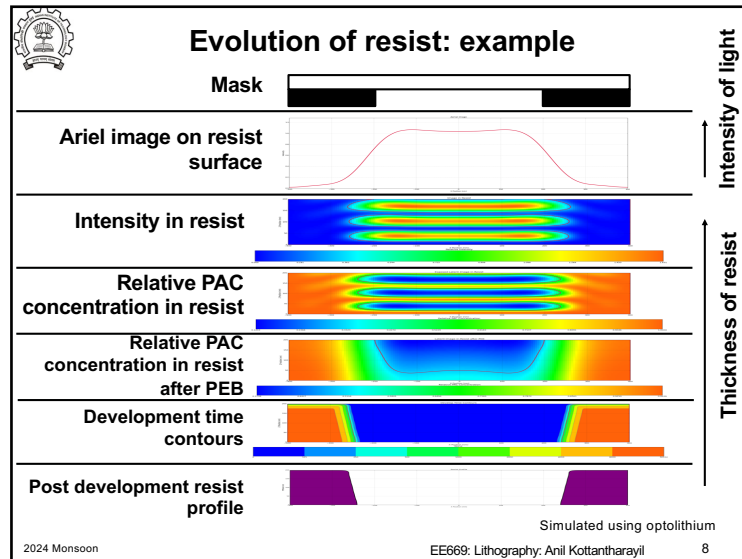 Evolution of resist: example
Mask
Ariel image on resist
surface
Intensity in resist
Relative PAC
concentration in resist
Relative PAC
concentration in resist
after PEB
Development time
contours
Post development resist
profile
Intensity of light
Thickness of resist
Simulated using optolithium
2024 Monsoon
EE669: Lithography: Anil Kottantharayil
8